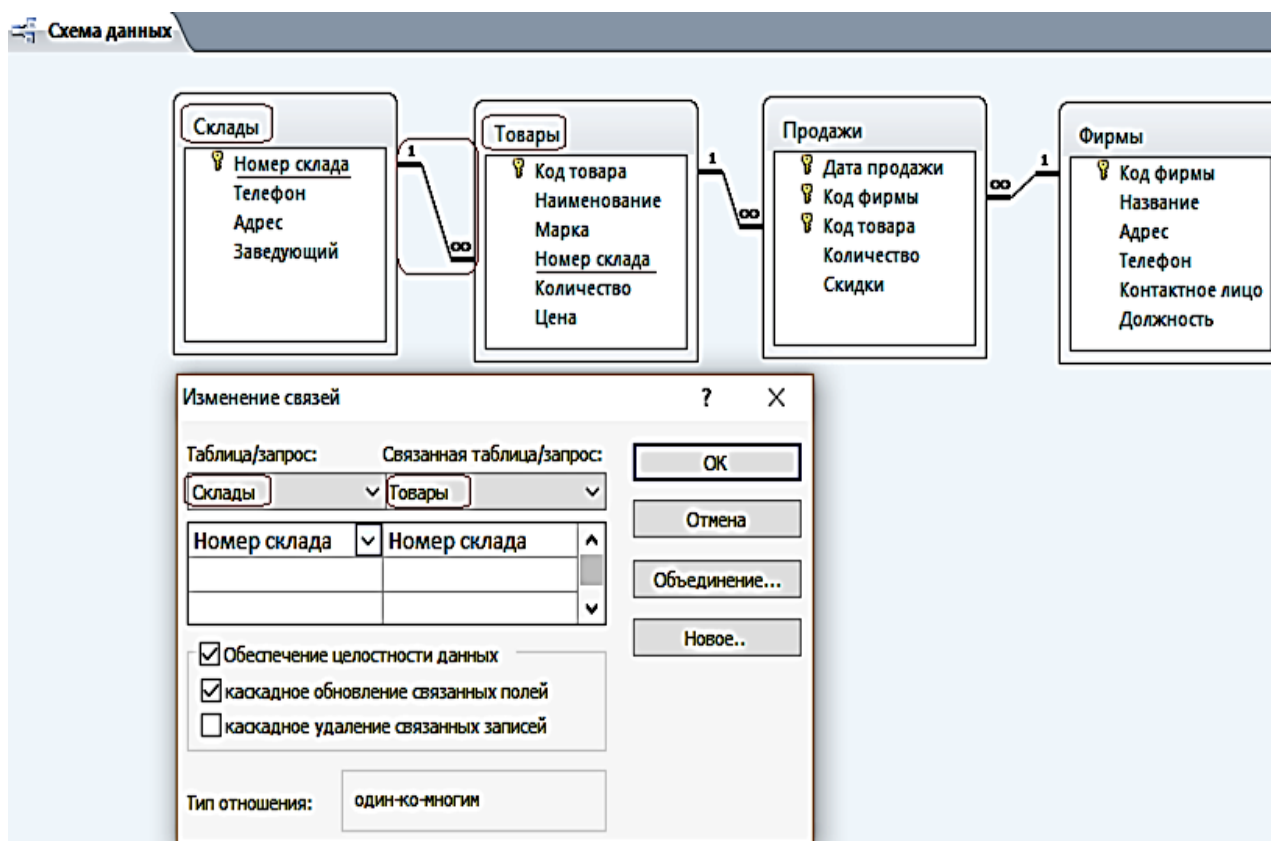 Схема данных
Склады
Номер склада
Телефон
Адрес
Заведующий
1
∞
Товары
Код товара
Наименование
Марка
Номер склада
Количество
Цена
1
∞
Продажи
Дата продажи
Код фирмы
Код товара
Количество
Скидки
∞
1
Фирмы
Код фирмы
Название
Адрес
Телефон
Контактное лицо
Должность
Изменение связей ? X
Таблица/запрос: Связанная таблица/запрос:
Склады Товары
Номер склада Номер склада
Обеспечение целостности данных
каскадное обновление связанных полей
каскадное удаление связанных записей
Тип отношения: один-ко-многим
ОК
Отмена
Объединение...
Новое..